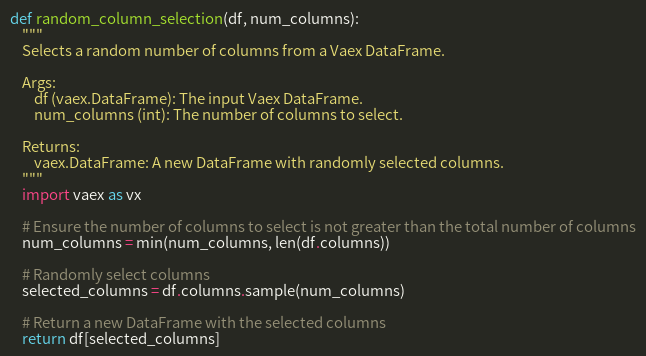 def random_column_selection(df, num_columns):
    """
    Selects a random number of columns from a Vaex DataFrame.

    Args:
        df (vaex.DataFrame): The input Vaex DataFrame.
        num_columns (int): The number of columns to select.

    Returns:
        vaex.DataFrame: A new DataFrame with randomly selected columns.
    """
    import vaex as vx

    # Ensure the number of columns to select is not greater than the total number of columns
    num_columns = min(num_columns, len(df.columns))

    # Randomly select columns
    selected_columns = df.columns.sample(num_columns)

    # Return a new DataFrame with the selected columns
    return df[selected_columns]